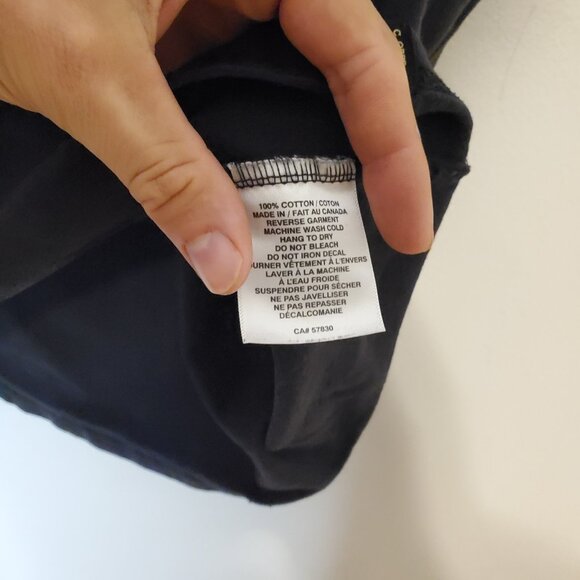 100% COTTON / COTON
MADE IN / FAIT AU CANADA
REVERSE GARMENT
MACHINE WASH COLD
HANG TO DRY
DO NOT BLEACH
DO NOT IRON DECAL
OURNER VÊTEMENT À L'ENVERS
LAVER À LA MACHINE
À L'EAU FROIDE
SUSPENDRE POUR SÉCHER
NE PAS JAVELLISER
NE PAS REPASSER
DÉCALCOMANIE
CA# 57830